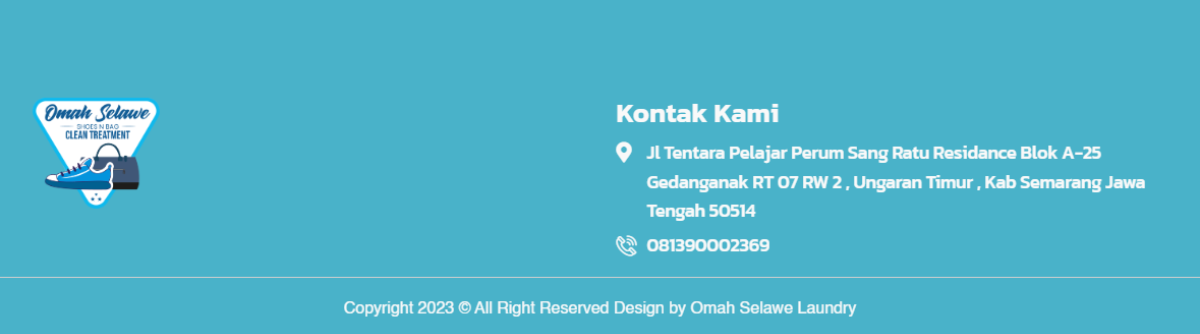 Omah Selawe
SHOES N BAG
CLEAN TREATMENT
Kontak Kami
Jl Tentara Pelajar Perum Sang Ratu Residance Blok A-25
Gedanganak RT 07 RW 2 , Ungaran Timur , Kab Semarang Jawa
Tengah 50514
081390002369
Copyright 2023 © All Right Reserved Design by Omah Selawe Laundry